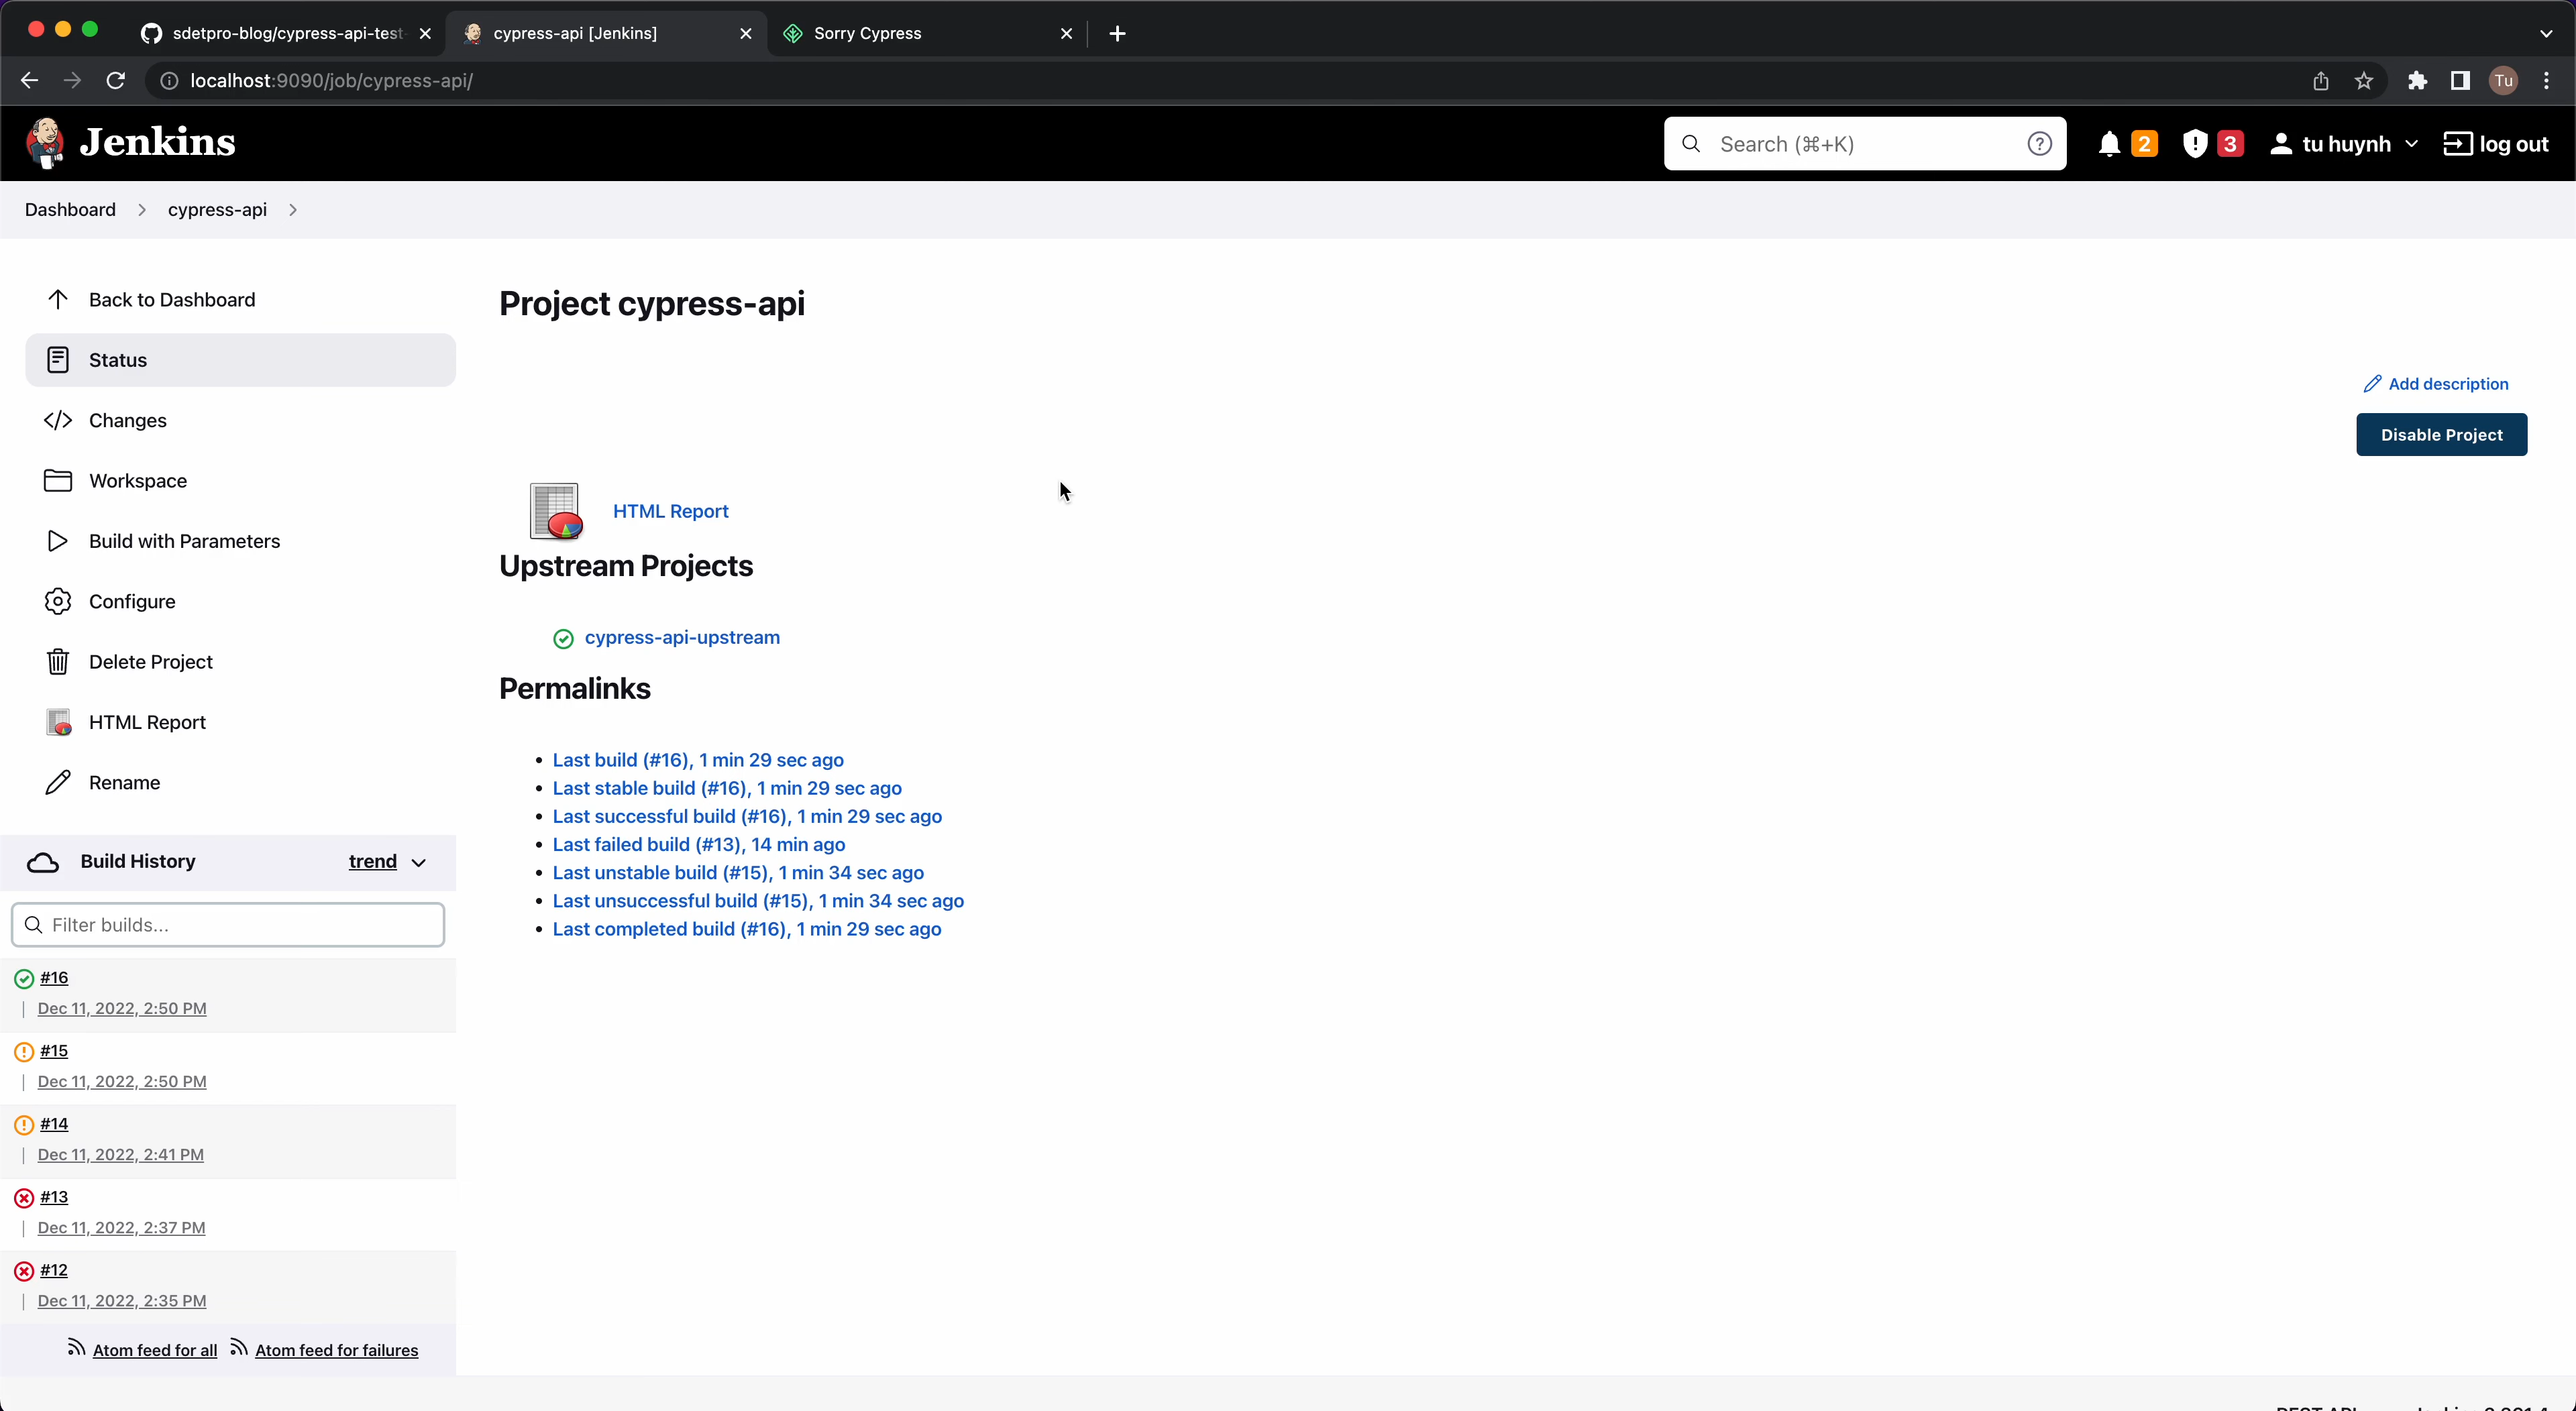 sdetpro-blog/cypress-api-test
cypress-api [Jenkins]
Sorry Cypress
localhost:9090/job/cypress-api/
Tu
Jenkins
Search (⌘+K)
2
3
tu huynh
log out
Dashboard
cypress-api
Back to Dashboard
Status
Changes
Workspace
Build with Parameters
Configure
Delete Project
HTML Report
Rename
Project cypress-api
Add description
Disable Project
HTML Report
Upstream Projects
cypress-api-upstream
Permalinks
• Last build (#16), 1 min 29 sec ago
• Last stable build (#16), 1 min 29 sec ago
• Last successful build (#16), 1 min 29 sec ago
• Last failed build (#13), 14 min ago
• Last unstable build (#15), 1 min 34 sec ago
• Last unsuccessful build (#15), 1 min 34 sec ago
• Last completed build (#16), 1 min 29 sec ago
Build History
trend
Filter builds...
#16
Dec 11, 2022, 2:50 PM
#15
Dec 11, 2022, 2:50 PM
#14
Dec 11, 2022, 2:41 PM
#13
Dec 11, 2022, 2:37 PM
#12
Dec 11, 2022, 2:35 PM
Atom feed for all
Atom feed for failures